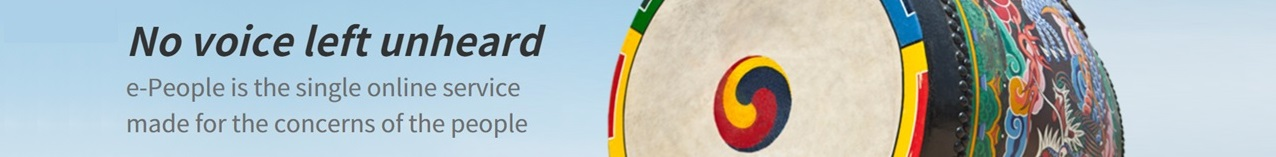 No voice left unheard
e-People is the single online service
made for the concerns of the people